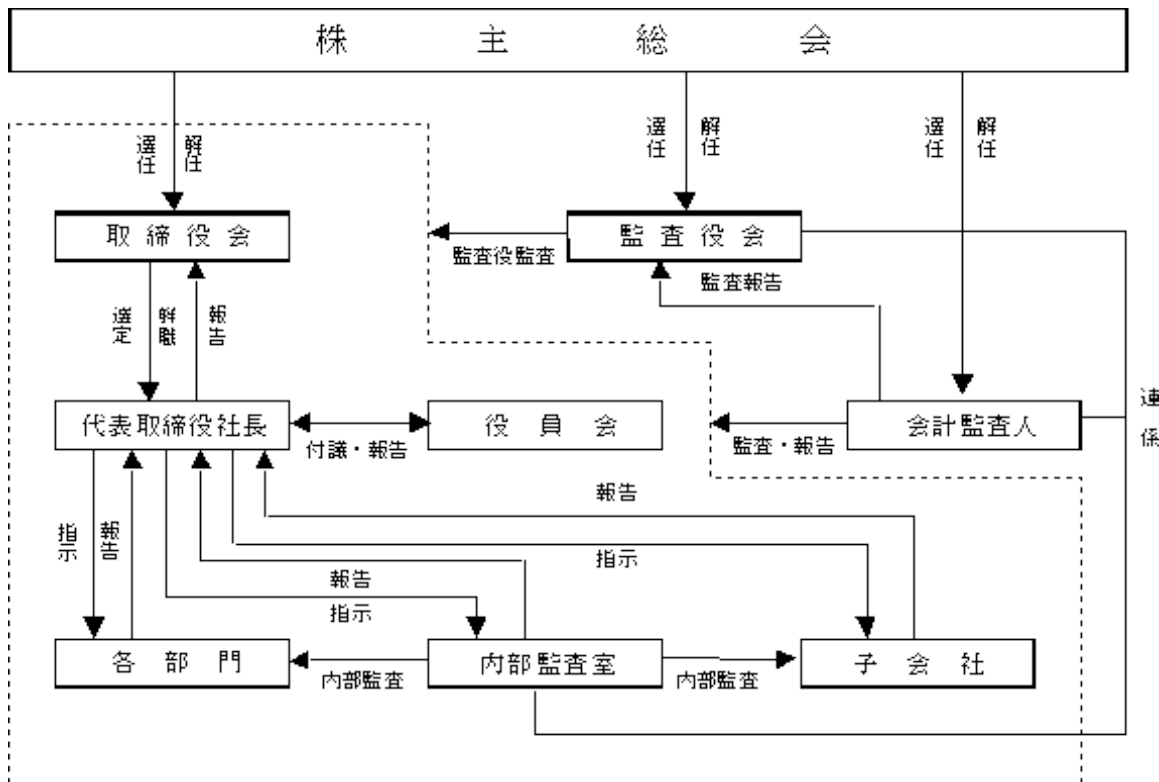 株主総会
選任
解任
選任
解任
選任
解任
取締役会
監査役会
監査役監査
監査報告
選定
解職
報告
代表取締役社長
役員会
会計監査人
付議・報告
監査・報告
連係
報告
指示
報告
指示
報告
指示
各部門
内部監査室
子会社
内部監査
内部監査